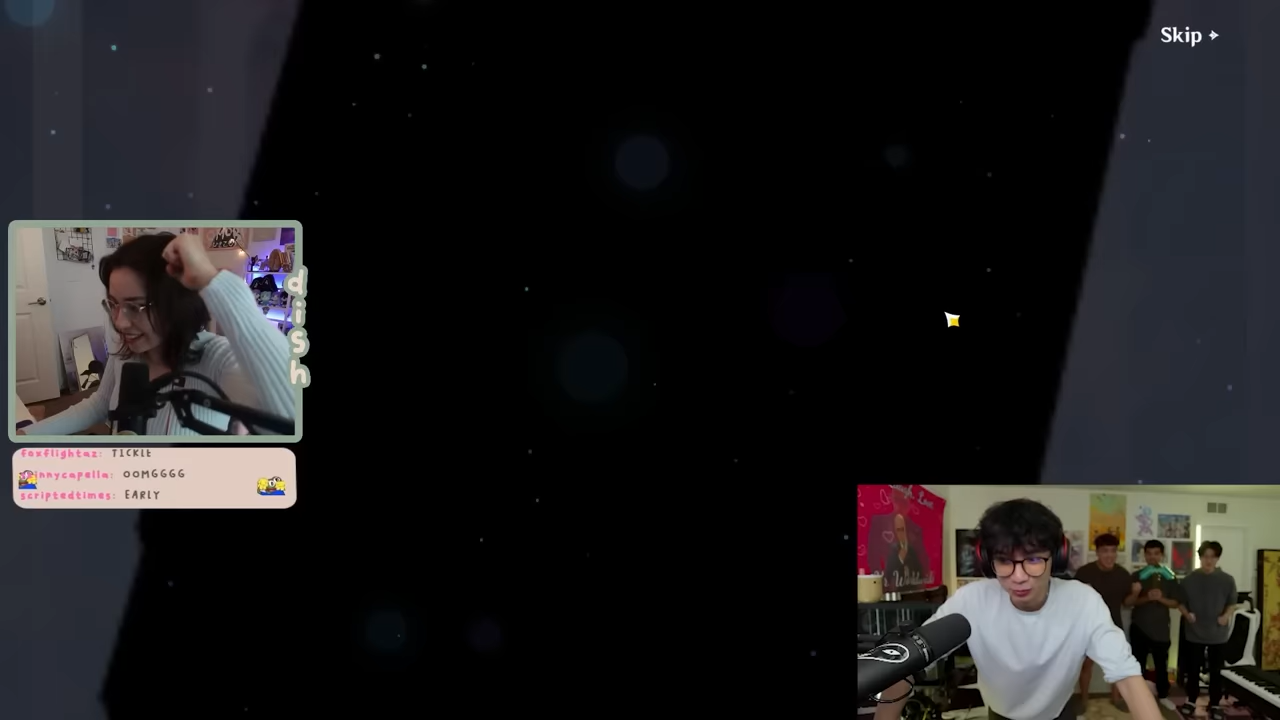 Skip
dish
foxflightaz: TICKLE
innycapella: OOMGGGG
scriptedtimes: EARLY